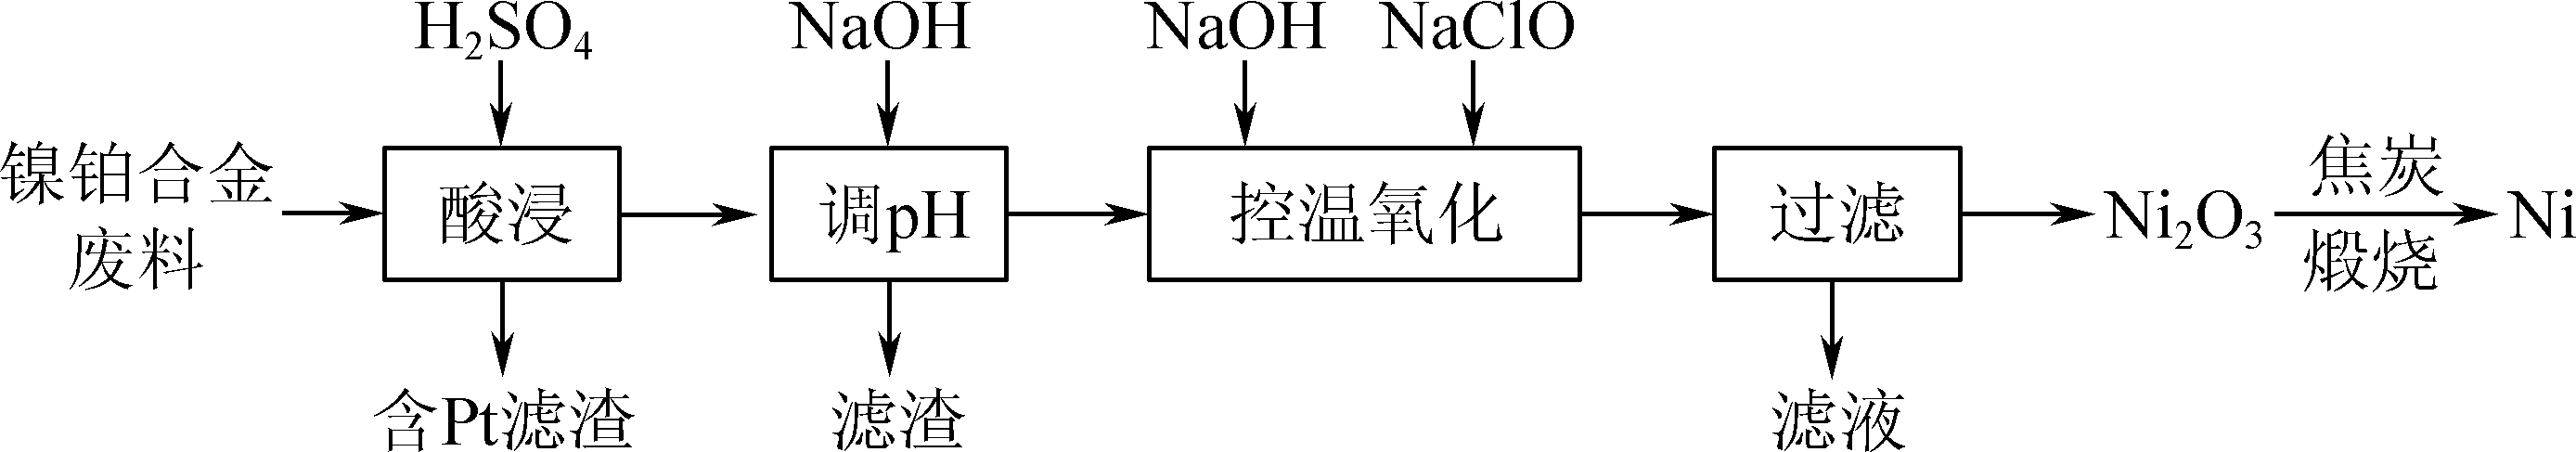 H₂SO₄ NaOH NaOH NaClO
镍铂合金
废料
酸浸
调pH
控温氧化
过滤
Ni₂O₃
焦炭
煅烧
Ni
含Pt滤渣
滤渣
滤液